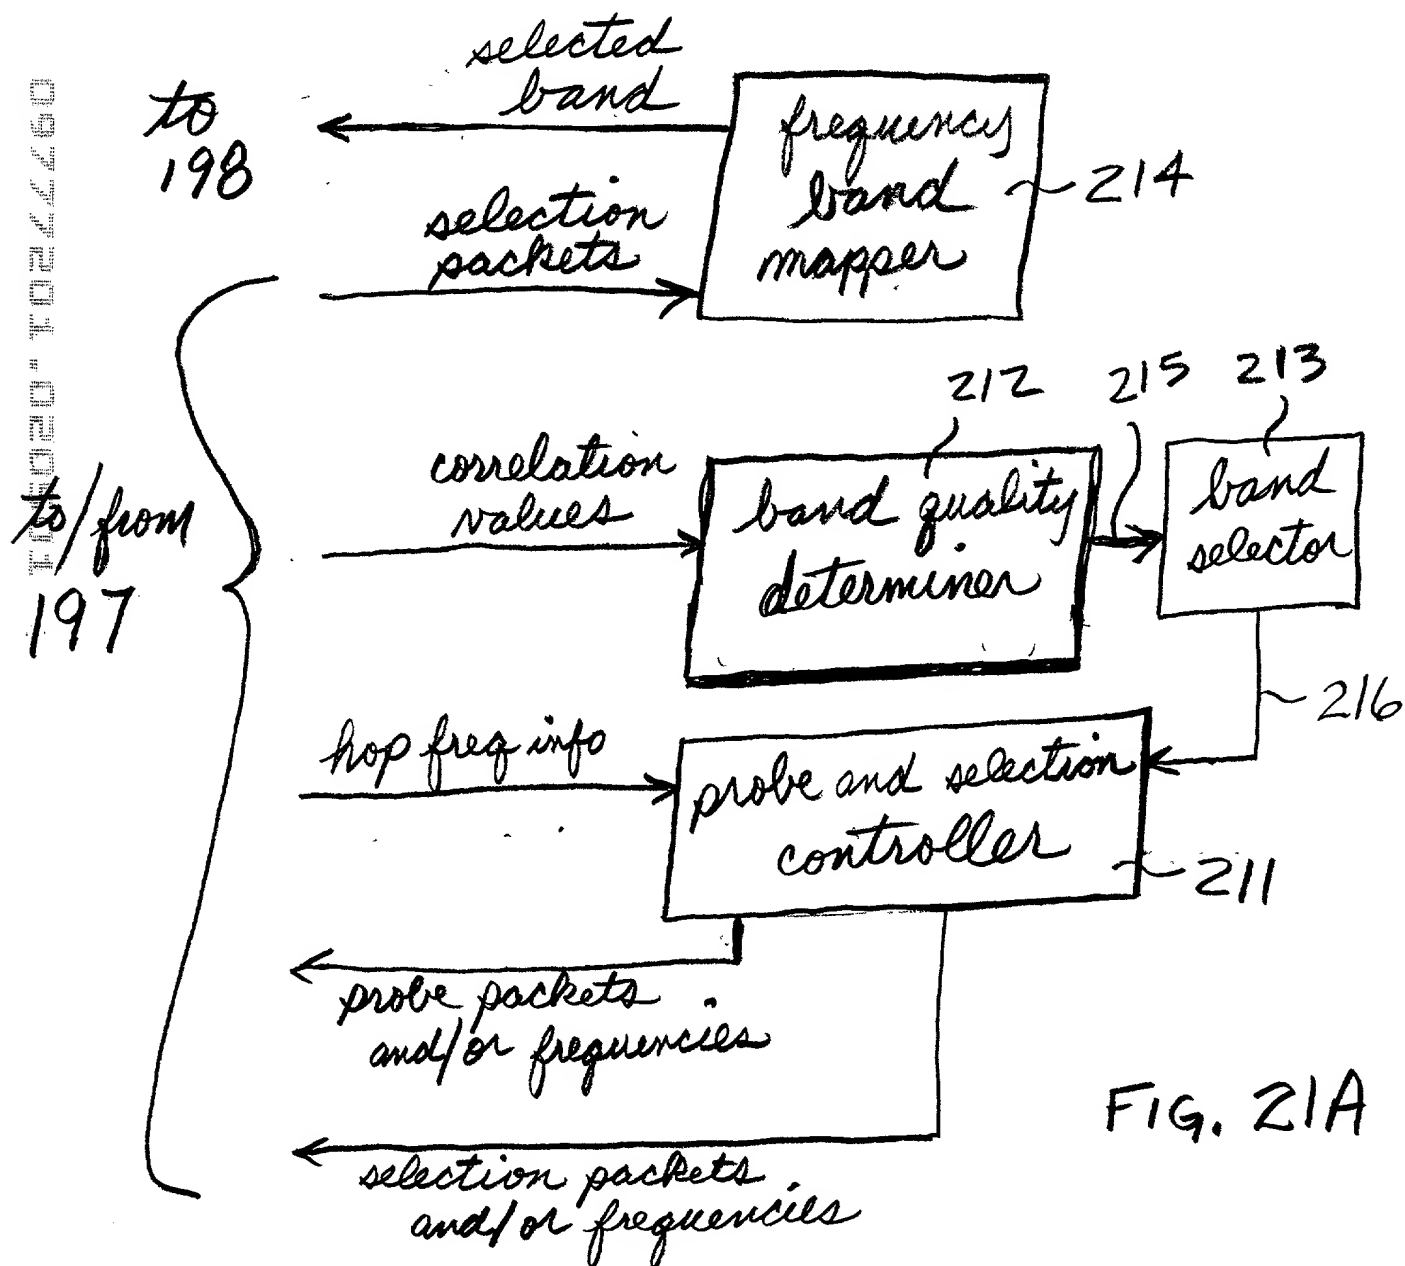 selected
band
to
198
frequency
band
mapper
214
selection
packets
212
215
213
correlation
values
band quality
determiner
band
selector
to/from
197
216
hop freq info
probe and selection
controller
211
probe packets
and/or frequencies
selection packets
and/or frequencies
FIG. 21A